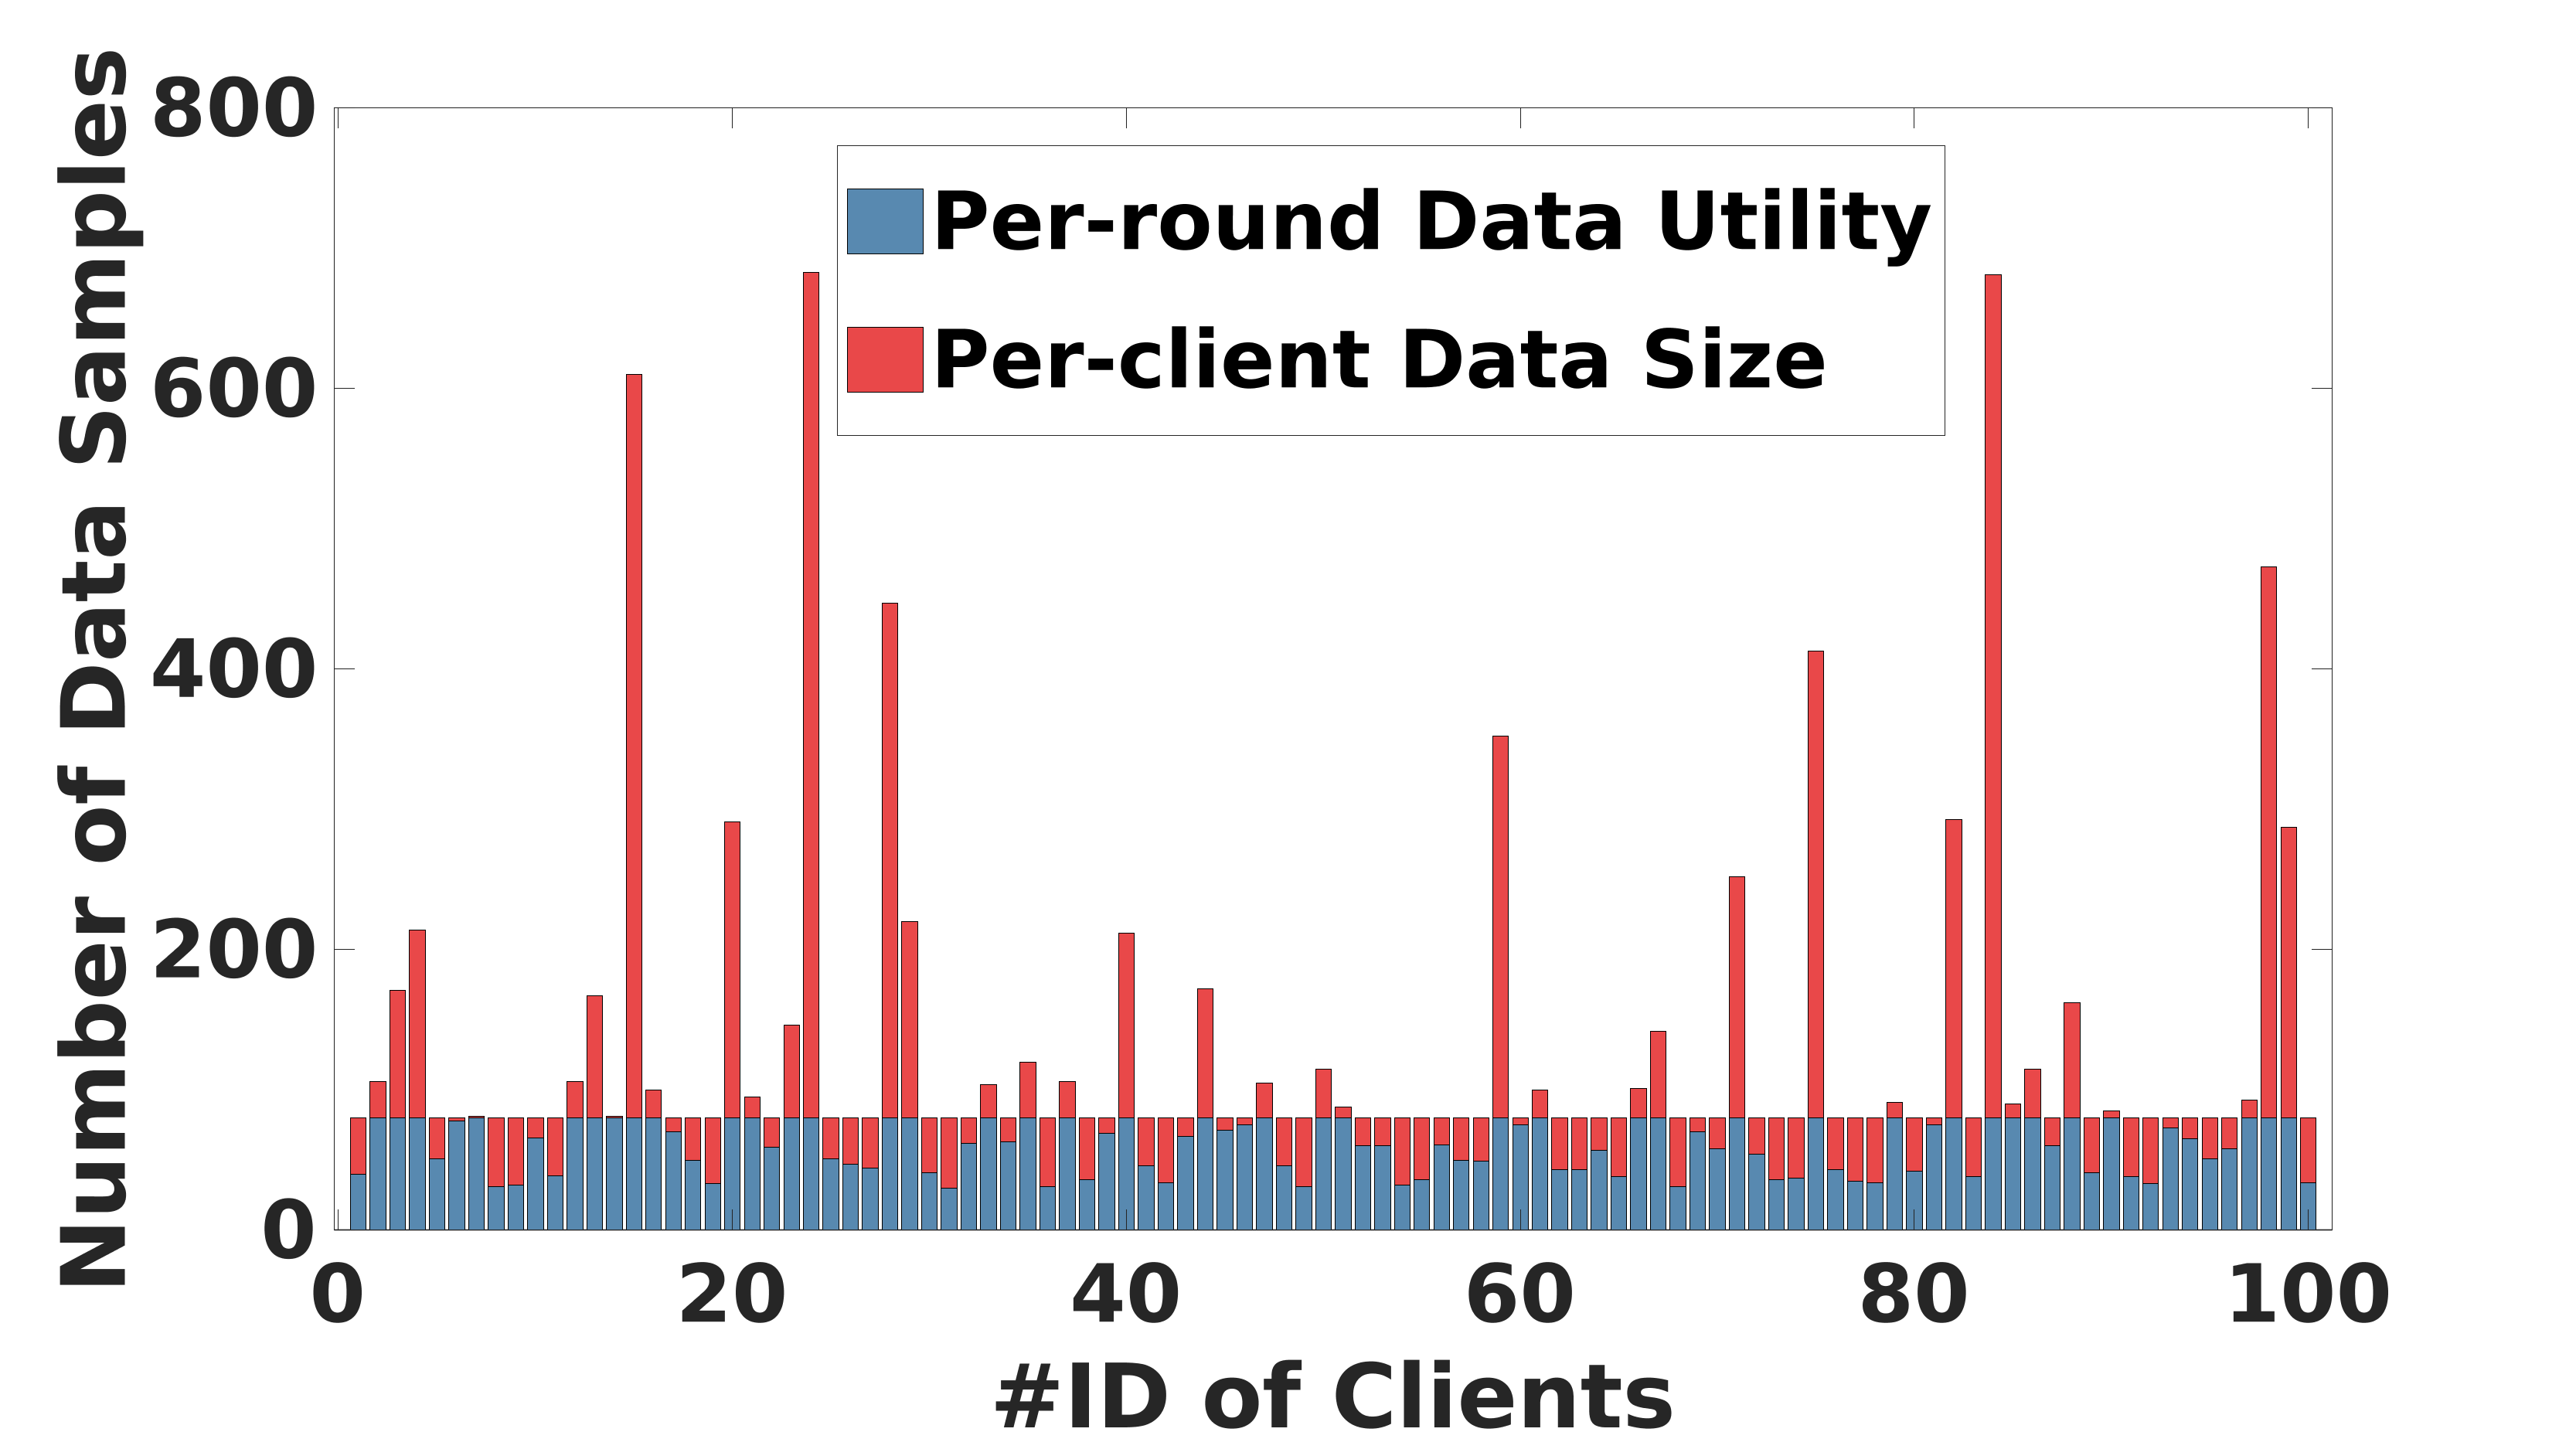 Number of Data Samples
800
600
400
200
0
Per-round Data Utility
Per-client Data Size
0 20 40 60 80 100
#ID of Clients